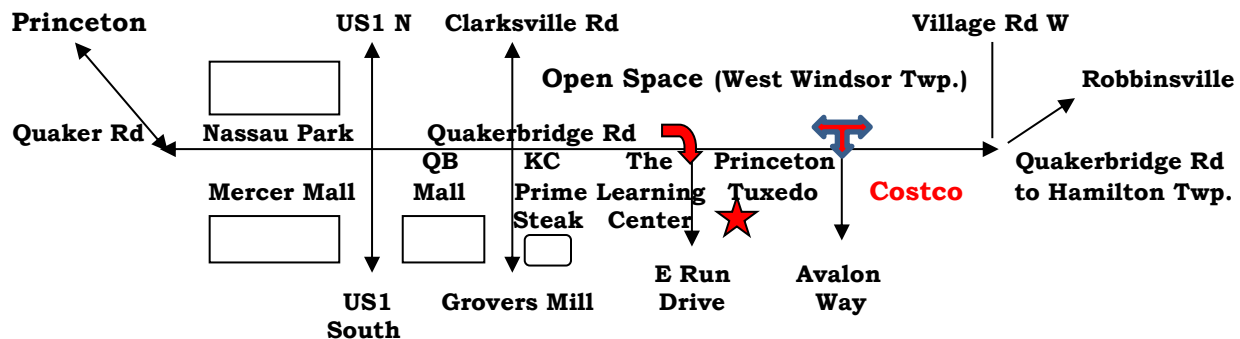 Princeton
US1 N
Clarksville Rd
Village Rd W
Open Space (West Windsor Twp.)
Robbinsville
Quaker Rd
Nassau Park
Quakerbridge Rd
QB
Mall
KC
Prime
Steak
The
Learning
Center
Princeton
Tuxedo
Costco
Quakerbridge Rd
to Hamilton Twp.
Mercer Mall
E Run
Drive
Avalon
Way
US1
South
Grovers Mill